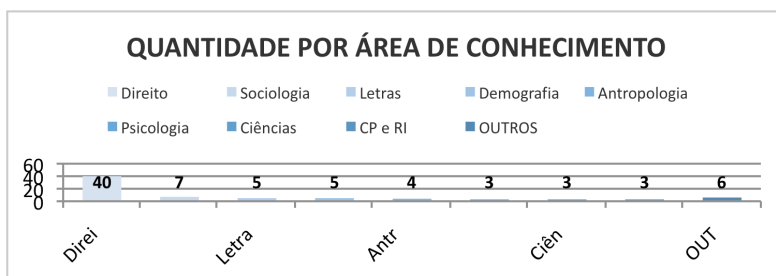 QUANTIDADE POR ÁREA DE CONHECIMENTO
Direito Sociologia Letras Demografia Antropologia
Psicologia Ciências CP e RI OUTROS
60
40
20
0
40 7 5 5 4 3 3 3 6
Direi Letra Antr Ciên OUT